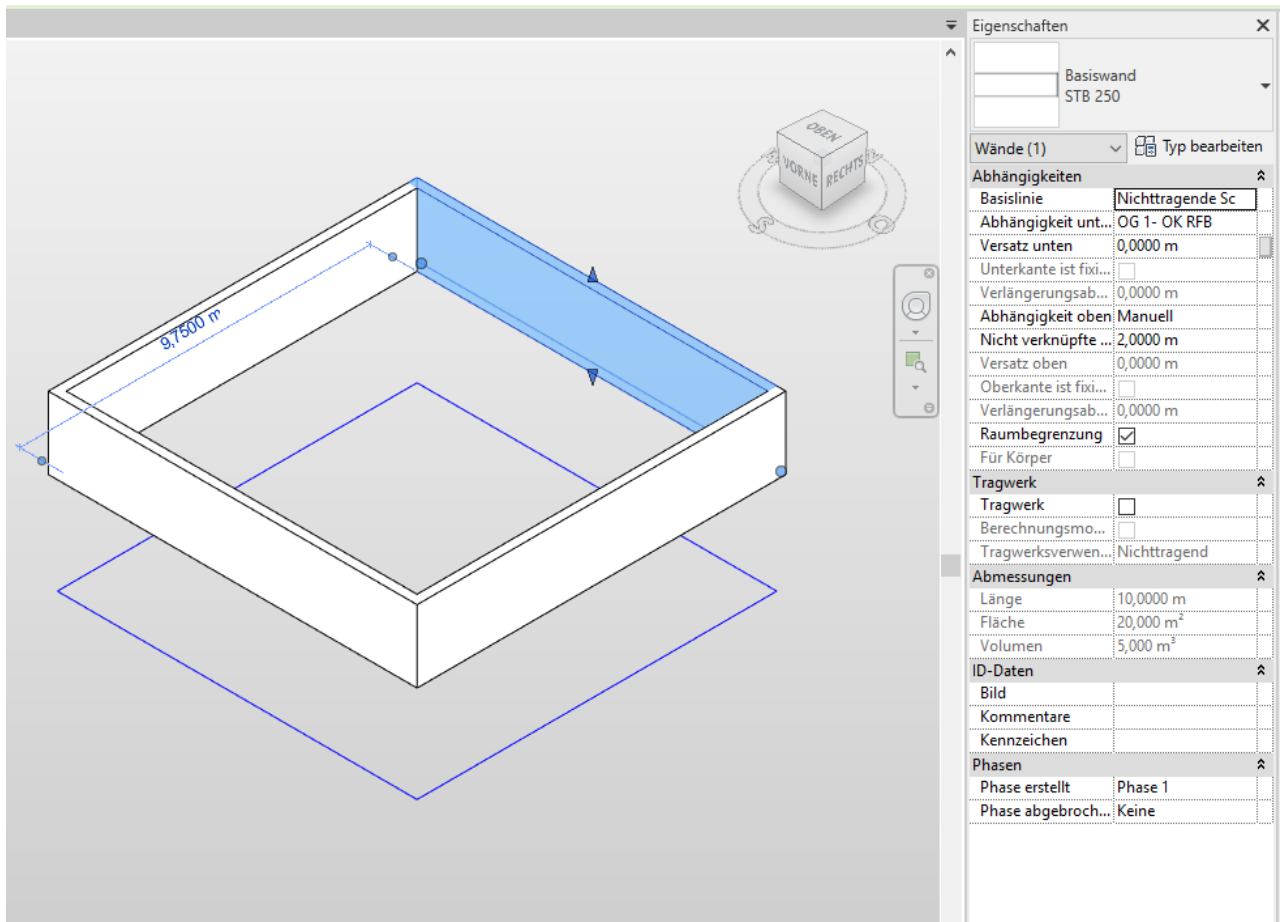 Eigenschaften
Basiswand
STB 250
Wände (1)
Typ bearbeiten
Abhängigkeiten
Basislinie Nichttragende Sc
Abhängigkeit unt... OG 1- OK RFB
Versatz unten 0,0000 m
Unterkante ist fixi...
Verlängerungsab... 0,0000 m
Abhängigkeit oben Manuell
Nicht verknüpfte ... 2,0000 m
Versatz oben 0,0000 m
Oberkante ist fixi...
Verlängerungsab... 0,0000 m
Raumbegrenzung
Für Körper
Tragwerk
Tragwerk
Berechnungsmo...
Tragwerksverwen... Nichttragend
Abmessungen
Länge 10,0000 m
Fläche 20,000 m²
Volumen 5,000 m³
ID-Daten
Bild
Kommentare
Kennzeichen
Phasen
Phase erstellt Phase 1
Phase abgebroch... Keine
OBEN
VORNE
RECHTS
S
9,7500 m